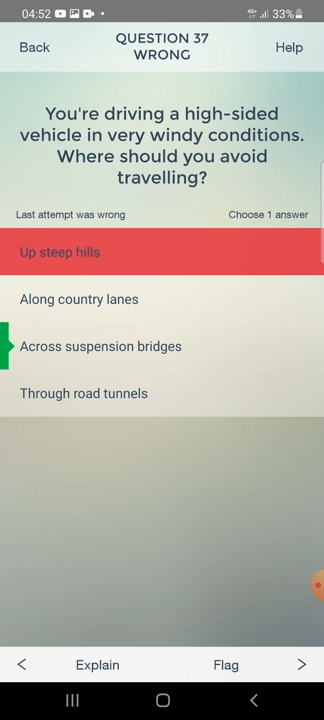 04:52 4G+ 33%
Back QUESTION 37 Help
WRONG
You're driving a high-sided
vehicle in very windy conditions.
Where should you avoid
travelling?
Last attempt was wrong Choose 1 answer
Up steep hills
Along country lanes
Across suspension bridges
Through road tunnels
< Explain Flag >